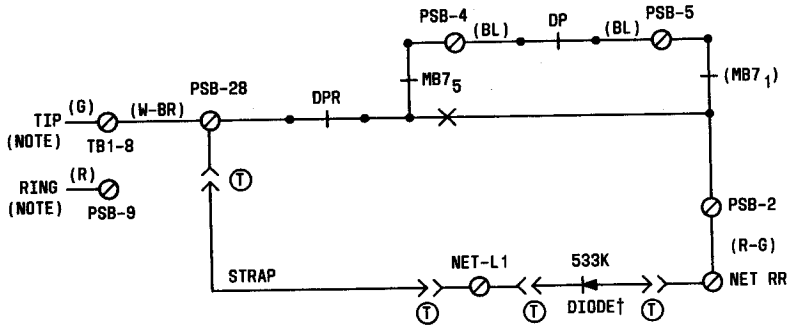 PSB-4
(BL)
DP
(BL)
PSB-5
MB7 5
(MB7 1)
PSB-28
DPR
(G)
(W-BR)
TIP
(NOTE)
TB1-8
(R)
RING
(NOTE)
PSB-9
T
PSB-2
(R-G)
STRAP
NET-L1
533K
NET RR
T
T
DIODE†
T